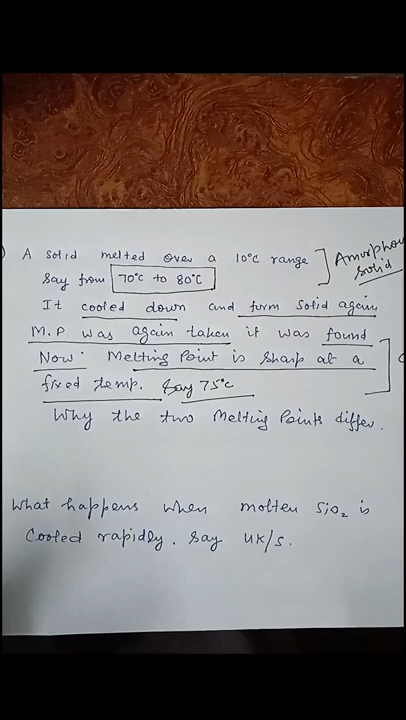 A solid melted over a 10°C range
Say from 70°C to 80°C
Amorphou
solid
It cooled down and form solid again
M.P was again taken it was found
Now Melting Point is sharp at a
fixed temp. Say 75°C
Why the two Melting Points differ.
What happens when molten SiO₂ is
Cooled rapidly. Say 4K/s.